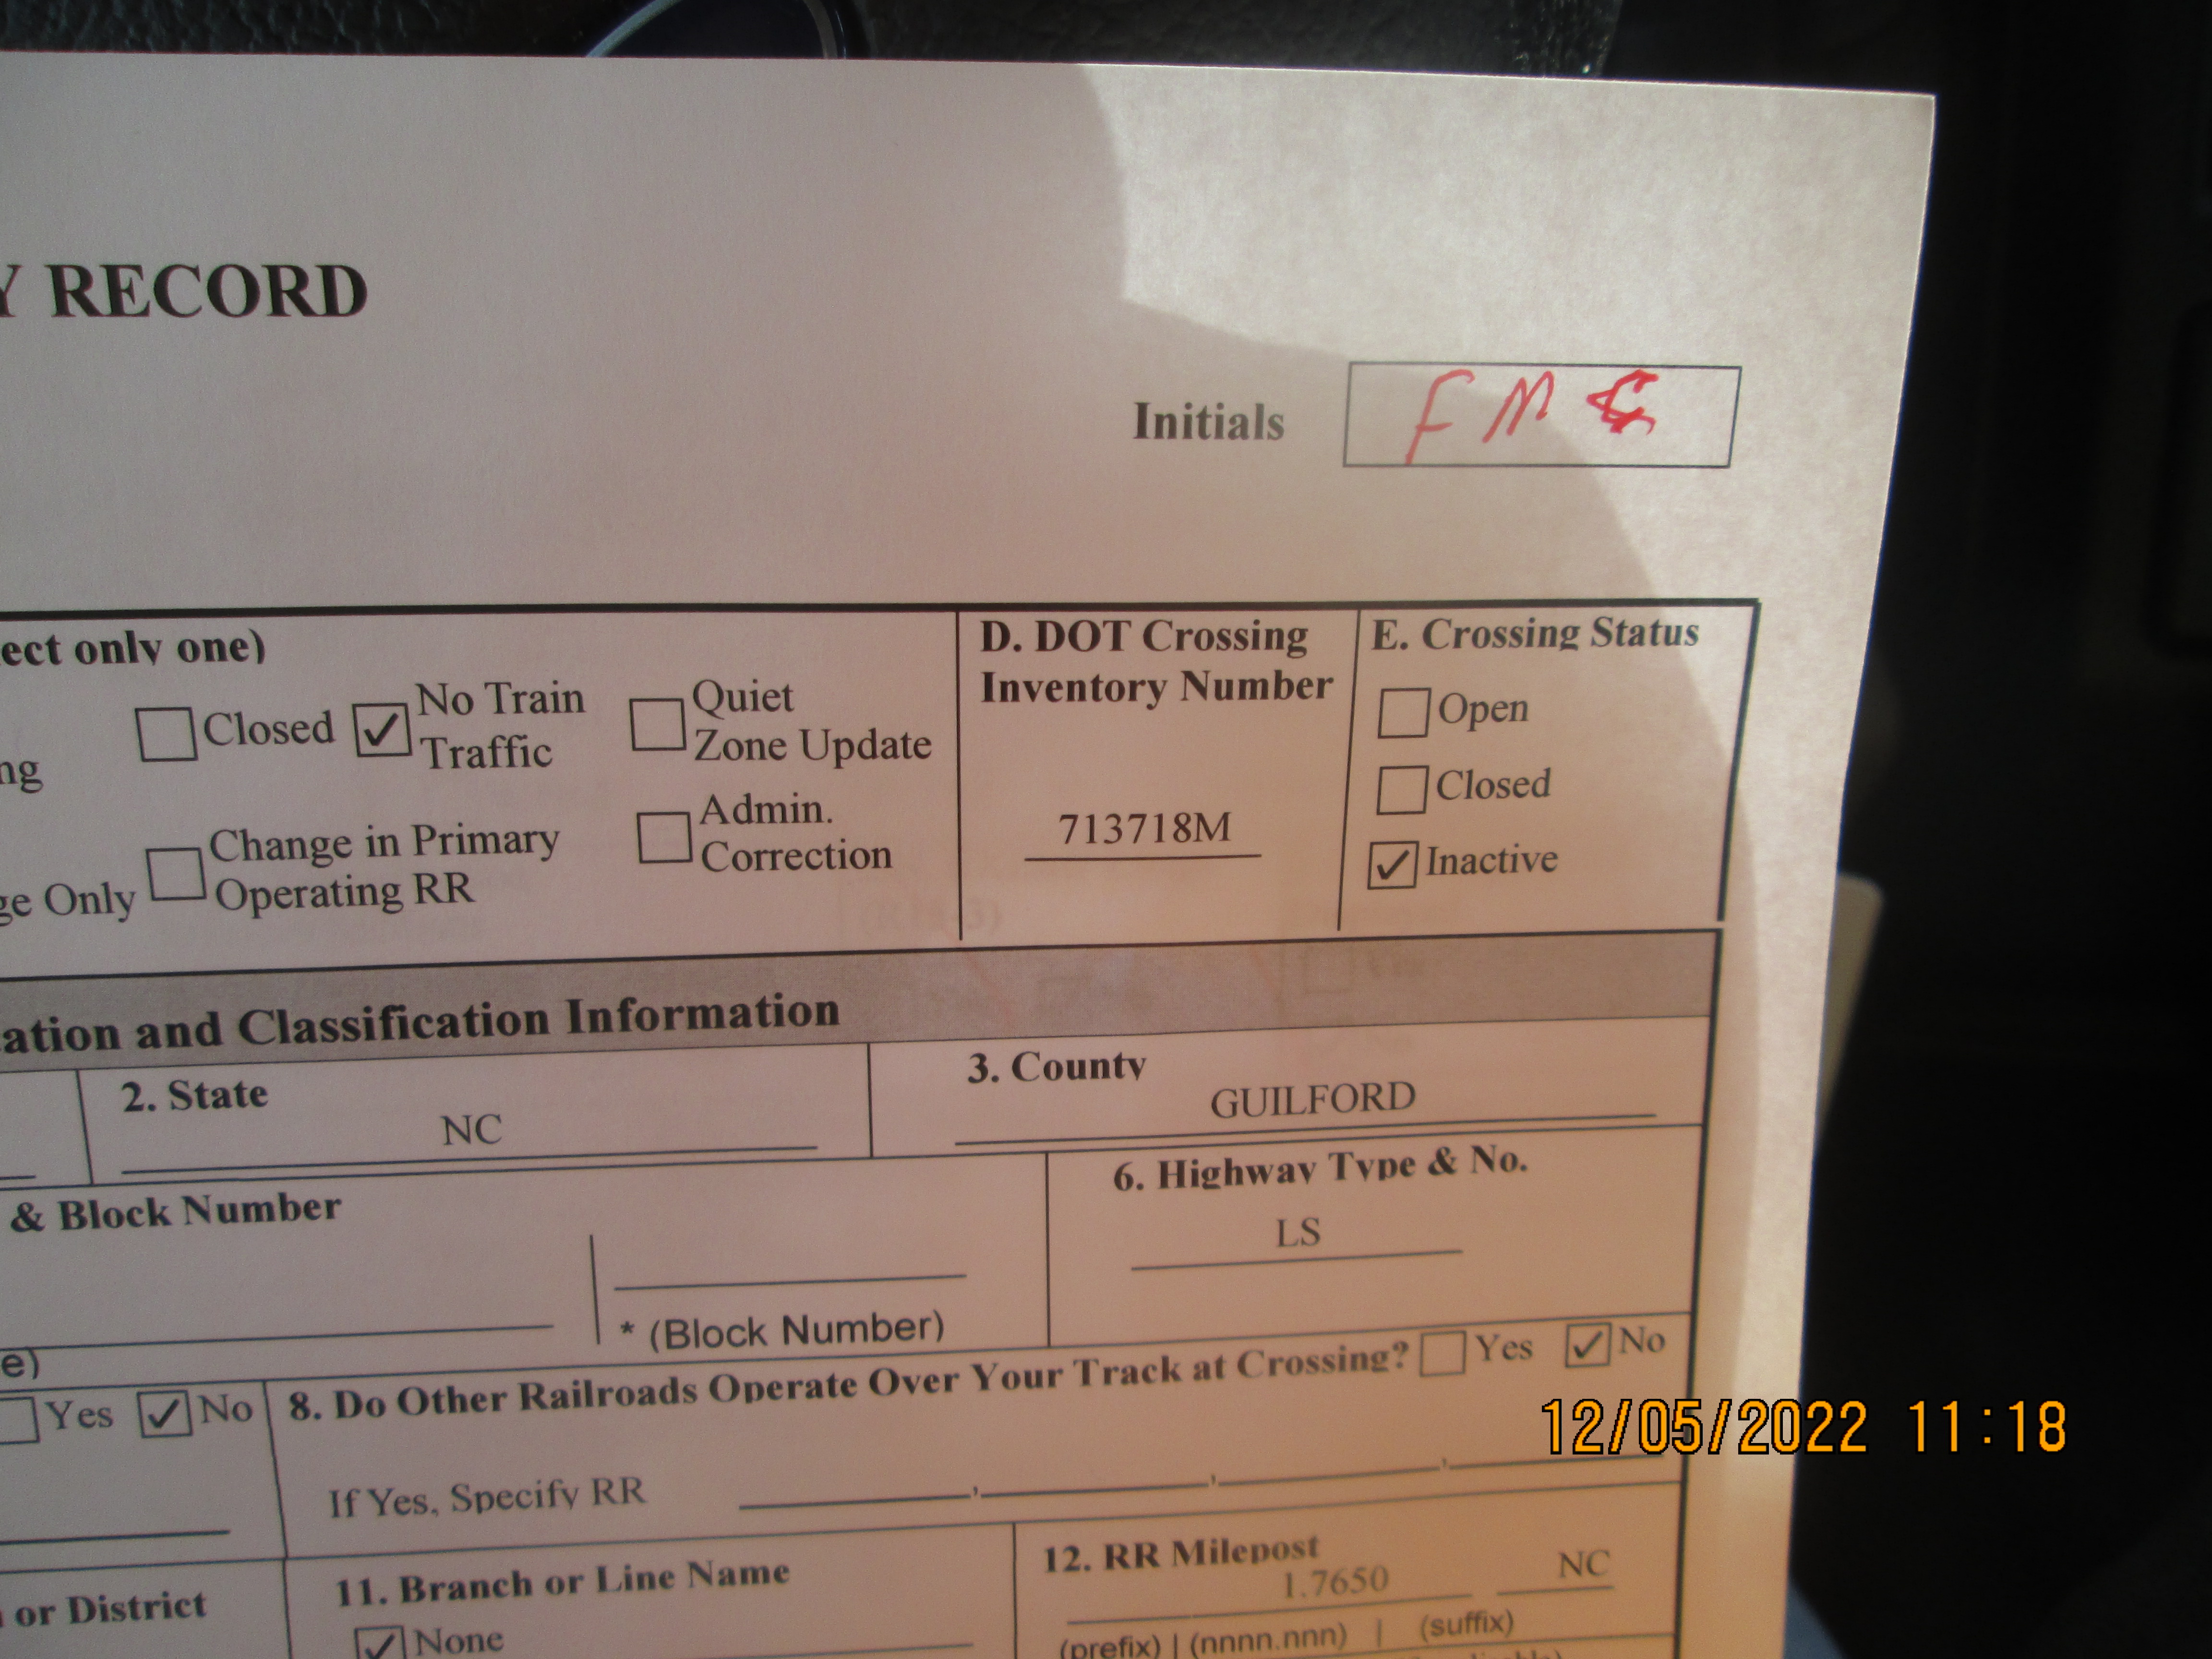 Y RECORD
Initials F M
ect only one)
Closed
No Train Traffic
Quiet Zone Update
ng
Change in Primary Operating RR
Admin. Correction
ge Only
D. DOT Crossing Inventory Number
713718M
E. Crossing Status
Open
Closed
Inactive
ation and Classification Information
2. State
NC
3. County
GUILFORD
& Block Number
* (Block Number)
6. Highway Type & No.
LS
e)
Yes No
8. Do Other Railroads Operate Over Your Track at Crossing? Yes No
If Yes, Specify RR , , ,
12/05/2022 11:18
or District
11. Branch or Line Name
None
12. RR Milepost
1.7650 NC
(prefix) | (nnnn.nnn) | (suffix)